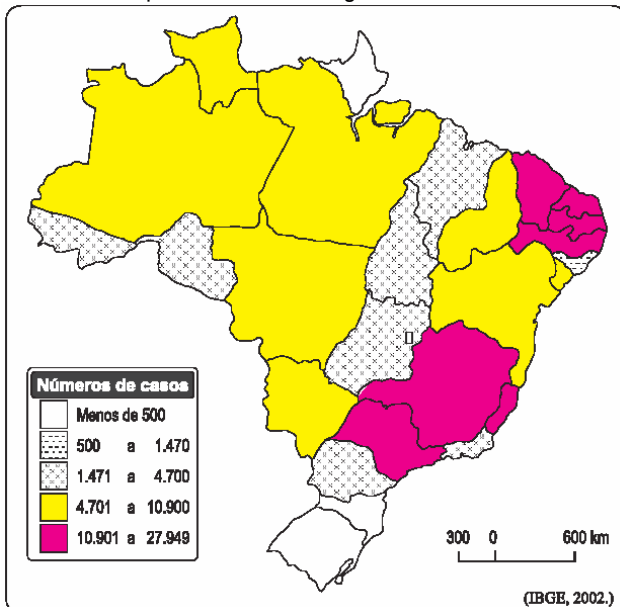 Números de casos
Menos de 500
500 a 1.470
1.471 a 4.700
4.701 a 10.900
10.901 a 27.949
300 0 600 km
(IBGE, 2002.)